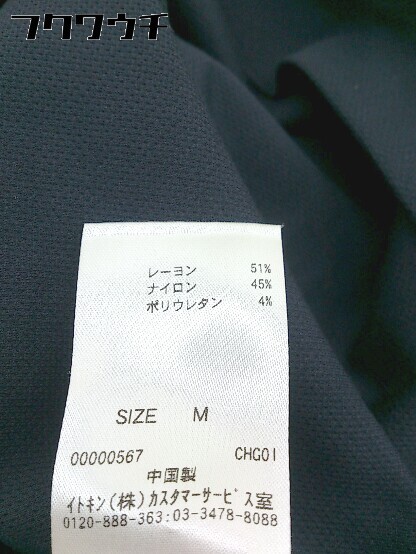 フクワウチ
レーヨン 51%
ナイロン 45%
ポリウレタン 4%
SIZE M
00000567 CHG01
中国製
イトキン(株)カスタマーサービス室
0120-888-363:03-3478-8088